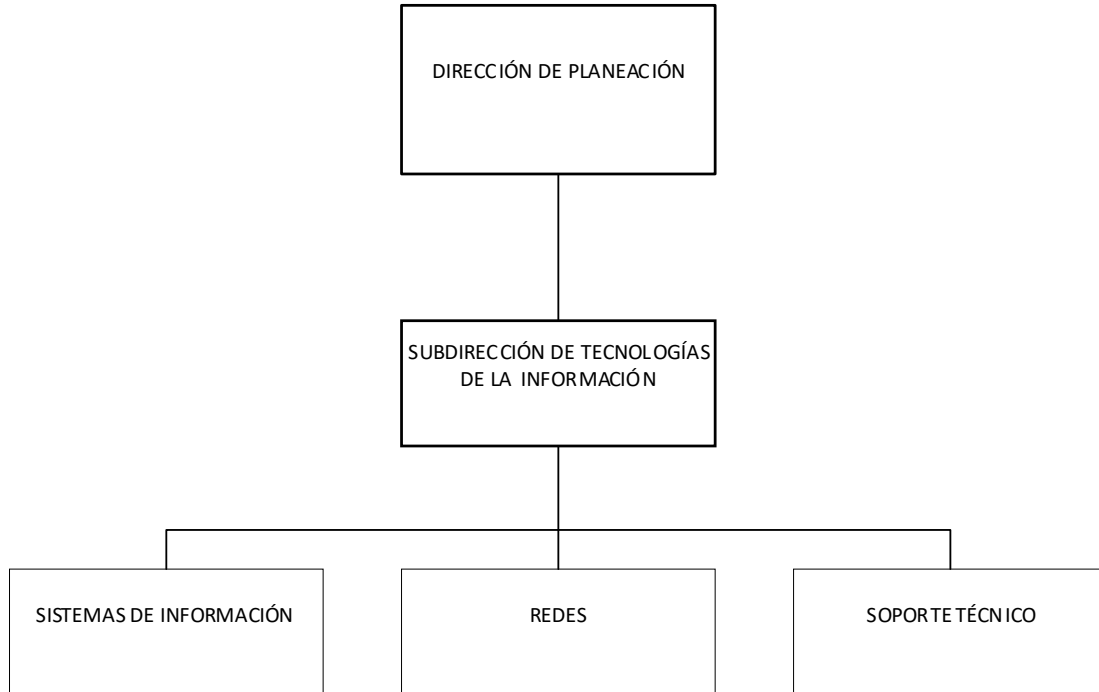 DIRECCIÓN DE PLANEACIÓN
SUBDIRECCIÓN DE TECNOLOGÍAS
DE LA INFORMACIÓN
SISTEMAS DE INFORMACIÓN
REDES
SOPORTE TÉCNICO